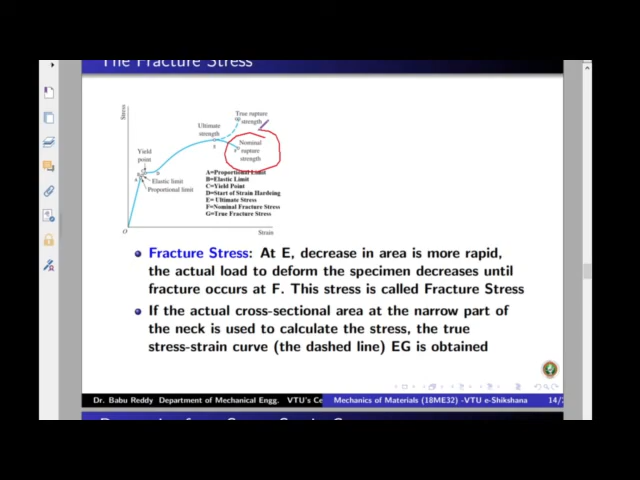 The Fracture Stress
Stress
True rupture
strength
Ultimate
strength
Nominal
rupture
strength
Yield
point
Elastic limit
Proportional limit
A=Proportional Limit
B=Elastic Limit
C=Yield Point
D=Start of Strain Hardeing
E= Ultimate Stress
F=Nominal Fracture Stress
G=True Fracture Stress
O
Strain
Fracture Stress: At E, decrease in area is more rapid,
the actual load to deform the specimen decreases until
fracture occurs at F. This stress is called Fracture Stress
If the actual cross-sectional area at the narrow part of
the neck is used to calculate the stress, the true
stress-strain curve (the dashed line) EG is obtained
Dr. Babu Reddy Department of Mechanical Engg. VTU's Ce
Mechanics of Materials (18ME32) -VTU e-Shikshana
14/